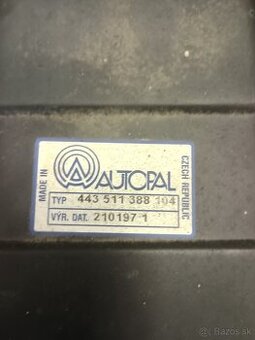 MADE IN
AUTOPAL
CZECH REPUBLIC
TYP 443 511 388 104
VÝR. DAT. 210197 1
Bazos.sk